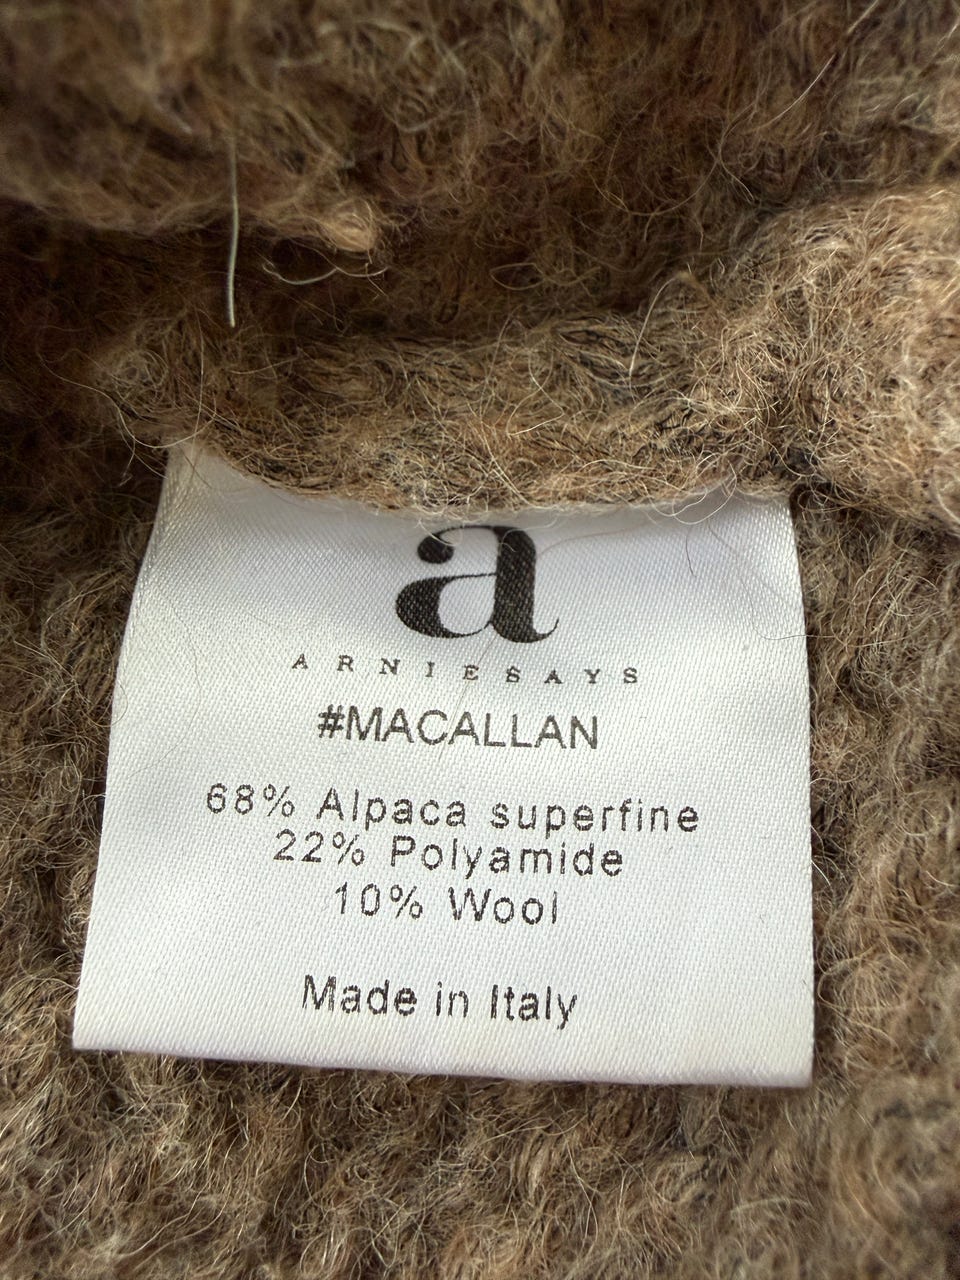 a
ARNIESAYS
#MACALLAN
68% Alpaca superfine
22% Polyamide
10% Wool
Made in Italy